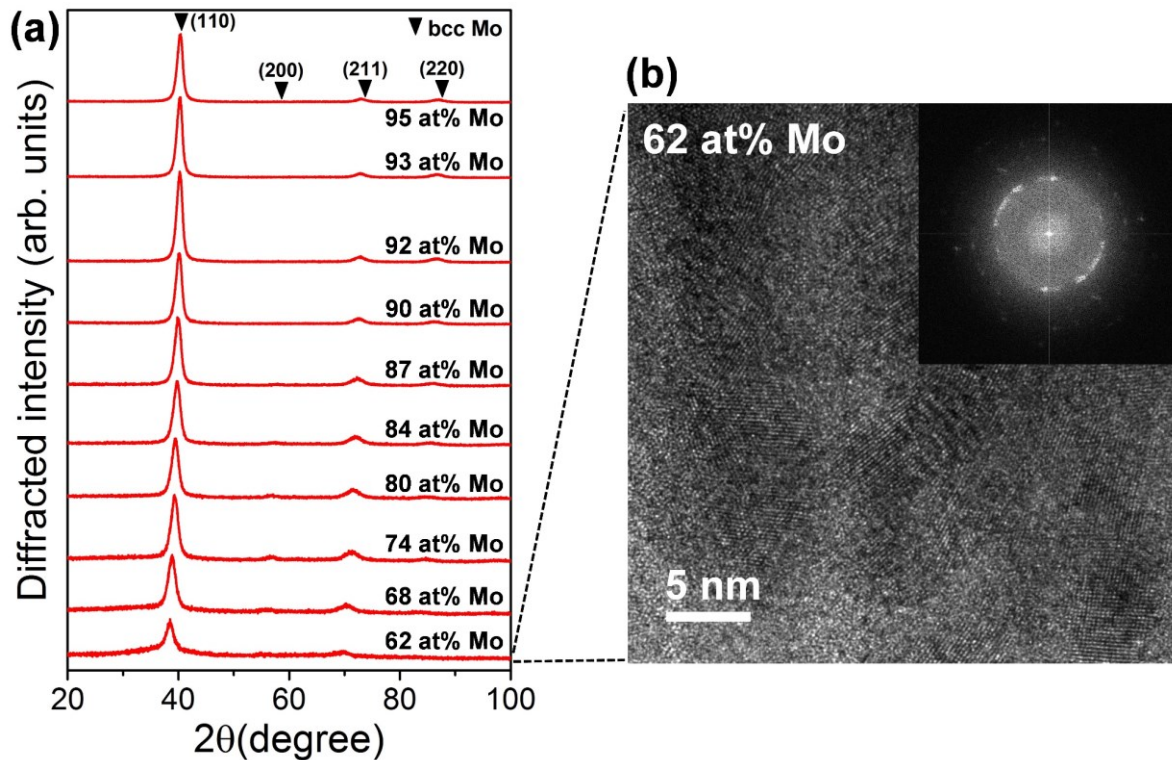 (a)
(110)
▼ bcc Mo
(200)
(211)
(220)
95 at% Mo
93 at% Mo
92 at% Mo
90 at% Mo
87 at% Mo
84 at% Mo
80 at% Mo
74 at% Mo
68 at% Mo
62 at% Mo
Diffracted intensity (arb. units)
20 40 60 80 100
2θ(degree)
(b)
62 at% Mo
5 nm